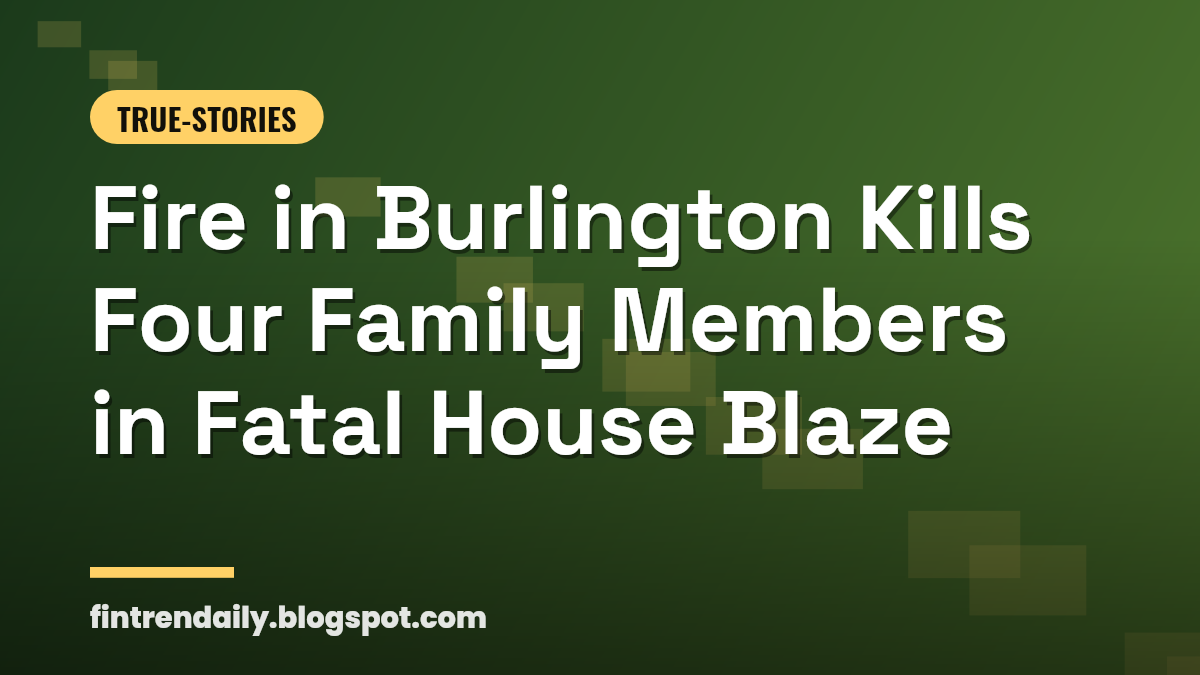 TRUE-STORIES
Fire in Burlington Kills
Four Family Members
in Fatal House Blaze
fintrendaily.blogspot.com